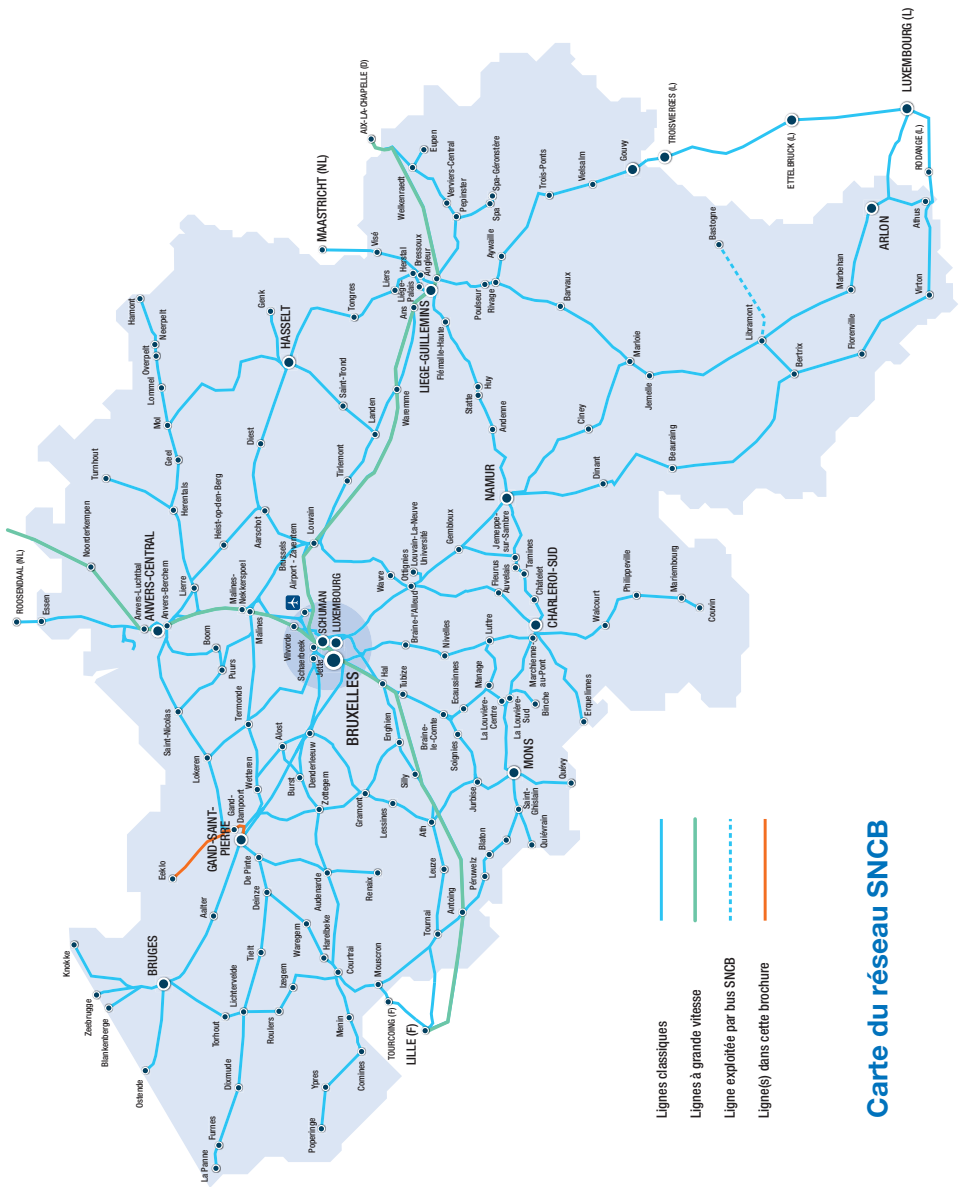 Carte du réseau SNCB
Lignes classiques
Lignes à grande vitesse
Ligne exploitée par bus SNCB
Ligne(s) dans cette brochure
La Panne
Furnes
Poperinge
Ypres
Dixmude
Comines
Menin
Ostende
Blankenberge
Zeebrugge
Knokke
BRUGES
Torhout
Lichtervelde
Roulers
Izegem
Courtrai
Mouscron
TOURCOING (F)
LILLE (F)
Tielt
Aalter
Harelbeke
Waregem
Deinze
De Pinte
Audenarde
Renaix
Tournai
Antoing
Leuze
Péruwelz
Blaton
Quiévrain
Saint-
Ghislain
Quévy
MONS
Jurbise
Ath
Lessines
Gramont
Silly
Enghien
Eeklo
GAND-SAINT-
PIERRE
Gand-
Dampoort
Wetteren
Lokeren
Saint-Nicolas
Termonde
Alost
Burst
Denderleeuw
Zottegem
Soignies
Braine-
le-Comte
Ecaussinnes
Manage
La Louvière-
Centre
La Louvière-
Sud
Binche
Erquelinnes
Marchienne-
au-Pont
CHARLEROI-SUD
Luttre
Nivelles
Braine-l'Alleud
Hal
Tubize
BRUXELLES
Jette
Schaerbeek
SCHUMAN
LUXEMBOURG
Vilvorde
Brussels
Airport - Zaventem
Malines
Malines-
Nekkerspoel
Puurs
Boom
ANVERS-CENTRAL
Anvers-Berchem
Anvers-Luchtbal
Essen
ROOSENDAAL (NL)
Noorderkempen
Lierre
Heist-op-den-Berg
Aarschot
Louvain
Herentals
Turnhout
Geel
Mol
Lommel
Overpelt
Neerpelt
Hamont
Diest
HASSELT
Genk
Tongres
Saint-Trond
Landen
Tirlemont
Waremme
Wavre
Ottignies
Louvain-La-Neuve
Université
Gembloux
Fleurus
Auvelais
Jemeppe-
sur-Sambre
Tamines
Châtelet
Walcourt
Philippeville
Mariembourg
Couvin
NAMUR
Andenne
Statte
Huy
Flémalle-Haute
LIEGE-GUILLEMINS
Ans
Liège-
Palais
Liers
Herstal
Bressoux
Angleur
Visé
MAASTRICHT (NL)
AIX-LA-CHAPELLE (D)
Welkenraedt
Eupen
Verviers-Central
Pepinster
Spa
Spa-Géronstère
Poulseur
Rivage
Aywaille
Trois-Ponts
Vielsalm
Gouvy
TROISVIERGES (L)
ETTELBRUCK (L)
LUXEMBOURG (L)
RODANGE (L)
Barvaux
Marloie
Jemelle
Ciney
Dinant
Beauraing
Bertrix
Libramont
Bastogne
Marbehan
ARLON
Athus
Virton
Florenville